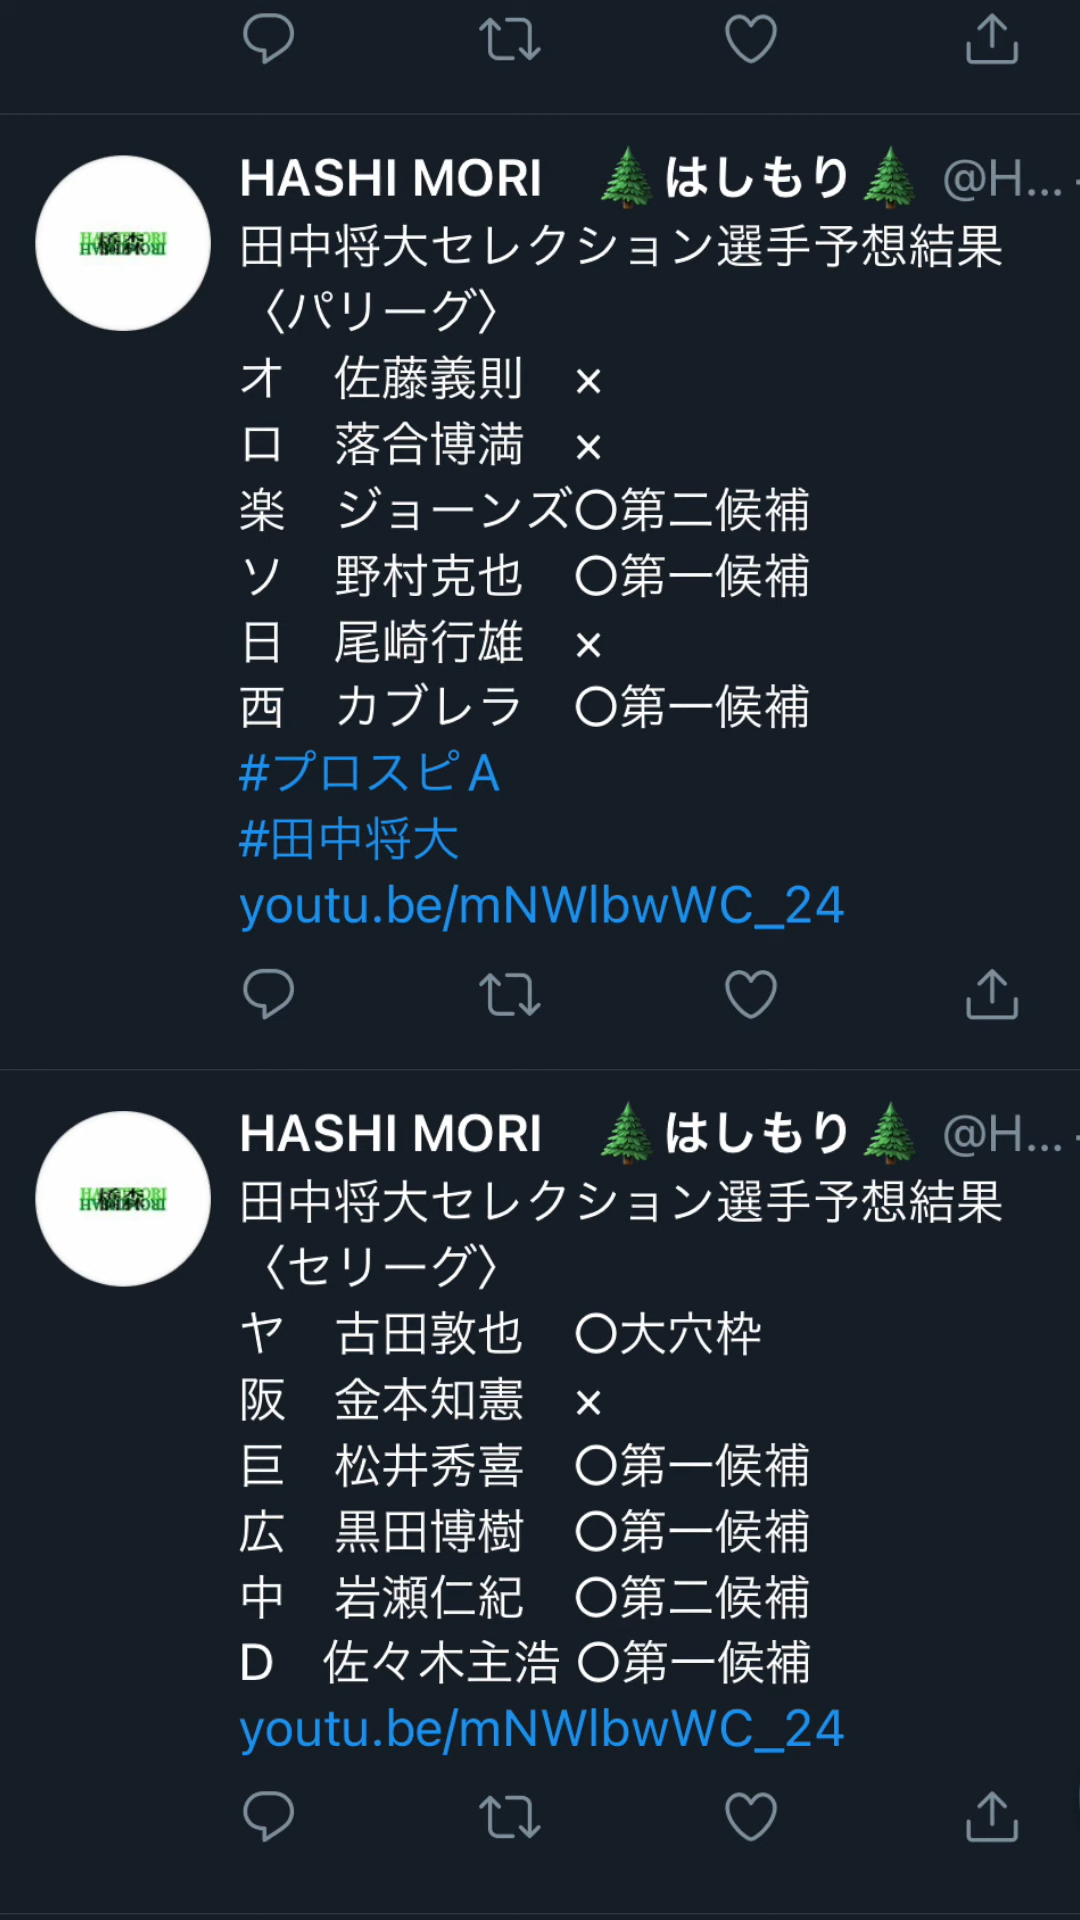 HASHI MORI 🌲はしもり🌲 @H...
田中将大セレクション選手予想結果
〈パリーグ〉
オ　佐藤義則　×
ロ　落合博満　×
楽　ジョーンズ〇第二候補
ソ　野村克也　〇第一候補
日　尾崎行雄　×
西　カブレラ　〇第一候補
#プロスピA
#田中将大
youtu.be/mNWlbwWC_24
HASHI MORI 🌲はしもり🌲 @H...
田中将大セレクション選手予想結果
〈セリーグ〉
ヤ　古田敦也　〇大穴枠
阪　金本知憲　×
巨　松井秀喜　〇第一候補
広　黒田博樹　〇第一候補
中　岩瀬仁紀　〇第二候補
D　佐々木主浩 〇第一候補
youtu.be/mNWlbwWC_24